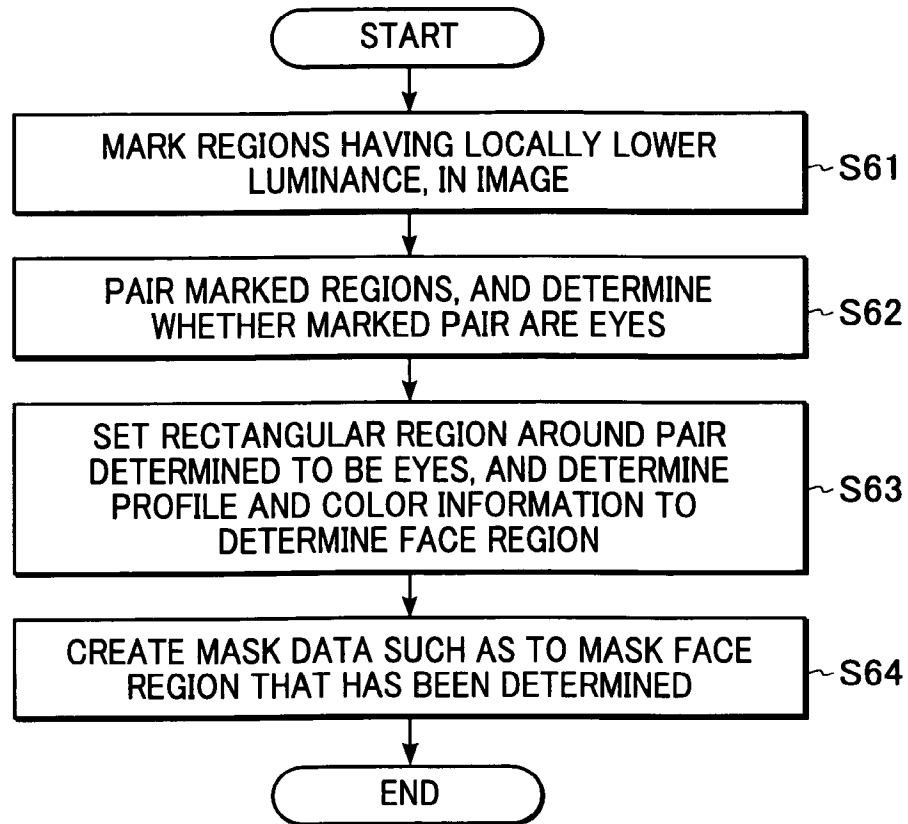 START
MARK REGIONS HAVING LOCALLY LOWER
LUMINANCE, IN IMAGE
S61
PAIR MARKED REGIONS, AND DETERMINE
WHETHER MARKED PAIR ARE EYES
S62
SET RECTANGULAR REGION AROUND PAIR
DETERMINED TO BE EYES, AND DETERMINE
PROFILE AND COLOR INFORMATION TO
DETERMINE FACE REGION
S63
CREATE MASK DATA SUCH AS TO MASK FACE
REGION THAT HAS BEEN DETERMINED
S64
END